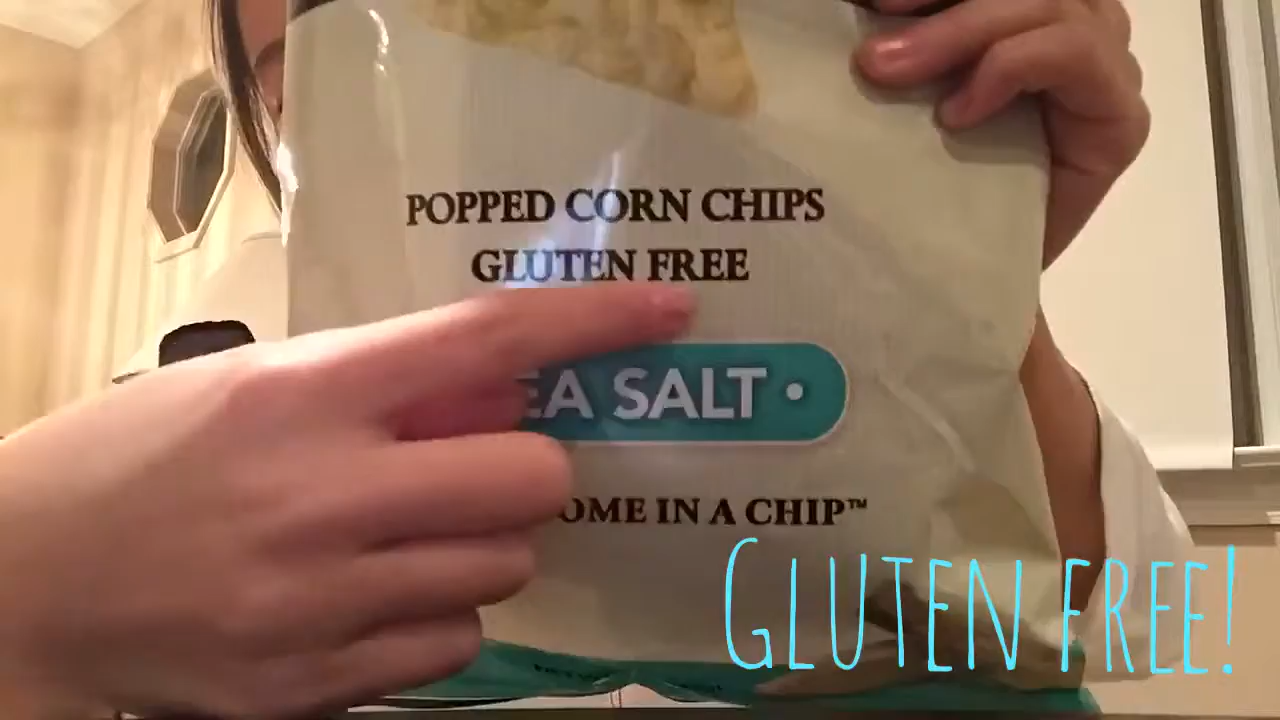 POPPED CORN CHIPS
GLUTEN FREE
EA SALT •
OME IN A CHIP™
GLUTEN FREE!